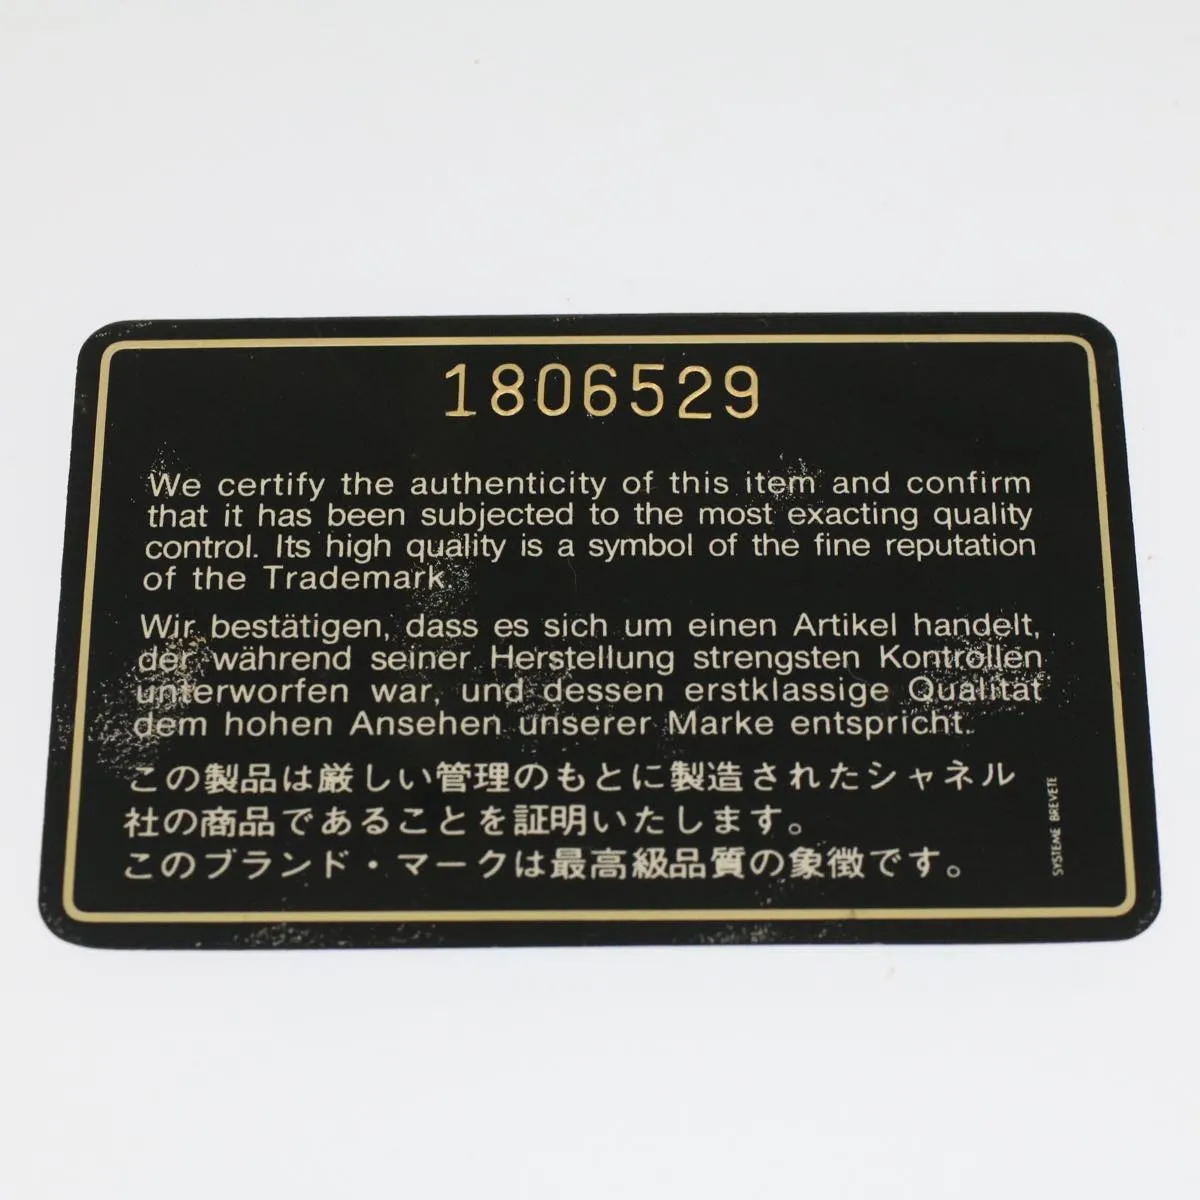 1806529
We certify the authenticity of this item and confirm
that it has been subjected to the most exacting quality
control. Its high quality is a symbol of the fine reputation
of the Trademark.
Wir bestätigen, dass es sich um einen Artikel handelt,
der während seiner Herstellung strengsten Kontrollen
unterworfen war, und dessen erstklassige Qualität
dem hohen Ansehen unserer Marke entspricht.
この製品は厳しい管理のもとに製造されたシャネル
社の商品であることを証明いたします。
このブランド・マークは最高級品質の象徴です。
SYSTEME BREVETE